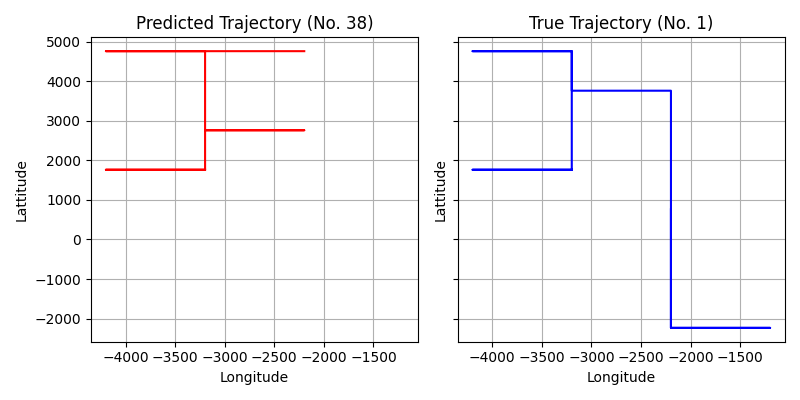 Predicted Trajectory (No. 38)
True Trajectory (No. 1)
5000
4000
3000
2000
1000
0
−1000
−2000
Lattitude
Lattitude
−4000 −3500 −3000 −2500 −2000 −1500
−4000 −3500 −3000 −2500 −2000 −1500
Longitude
Longitude